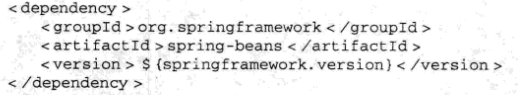 <dependency>
    <groupId>org.springframework</groupId>
    <artifactId>spring-beans</artifactId>
    <version>${springframework.version}</version>
</dependency>